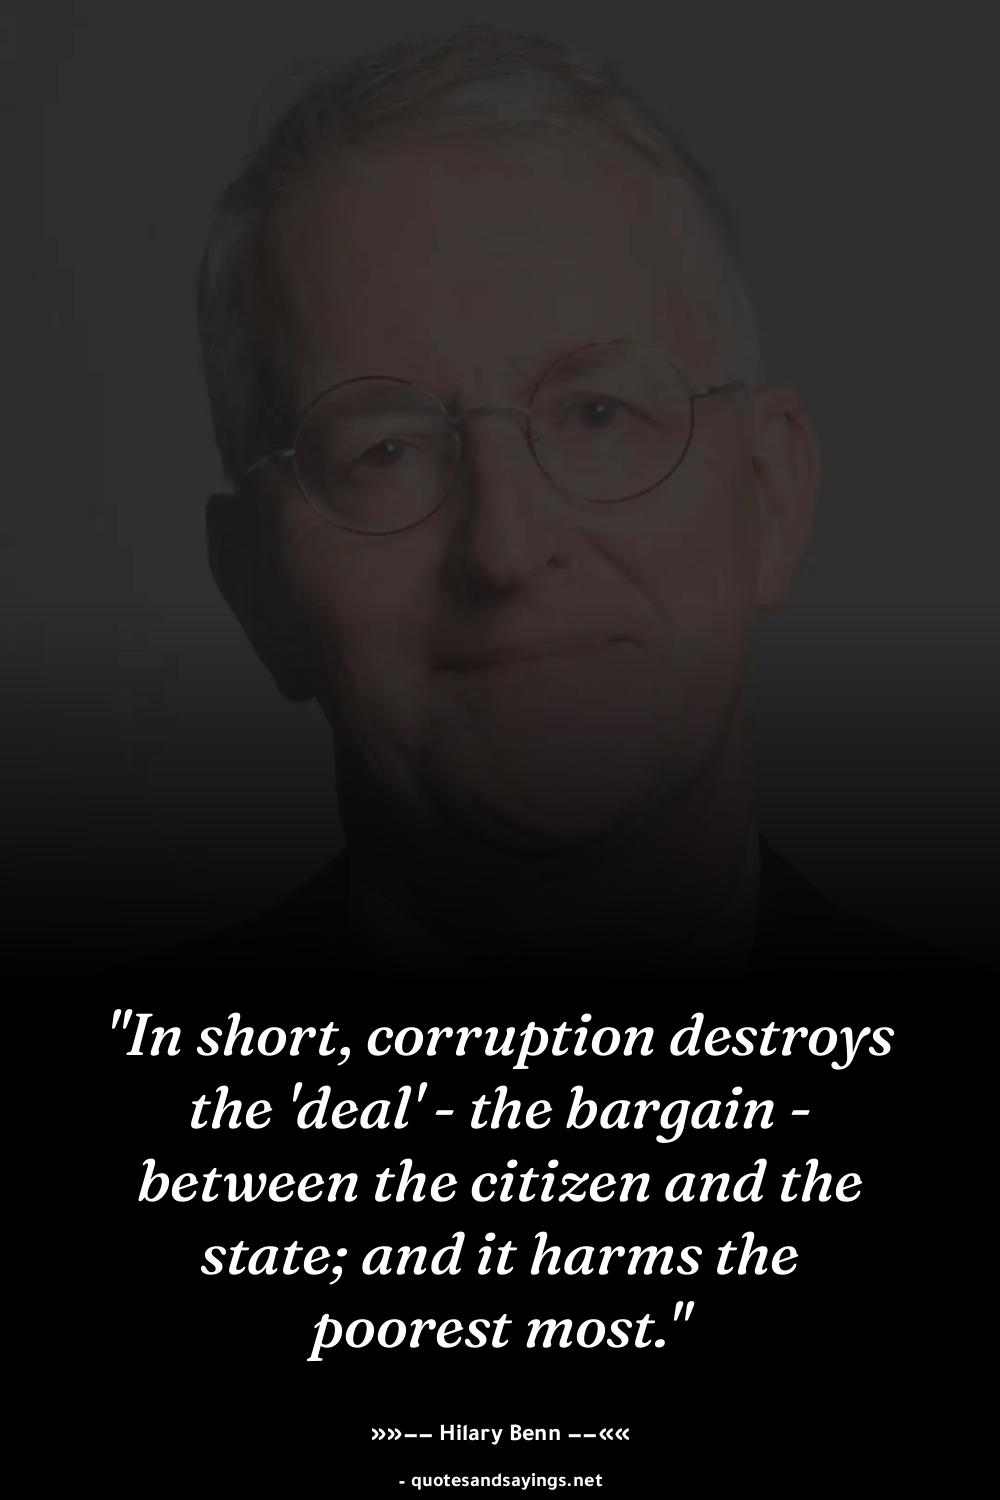 "In short, corruption destroys
the 'deal' - the bargain -
between the citizen and the
state; and it harms the
poorest most."
»»–– Hilary Benn ––««
- quotesandsayings.net